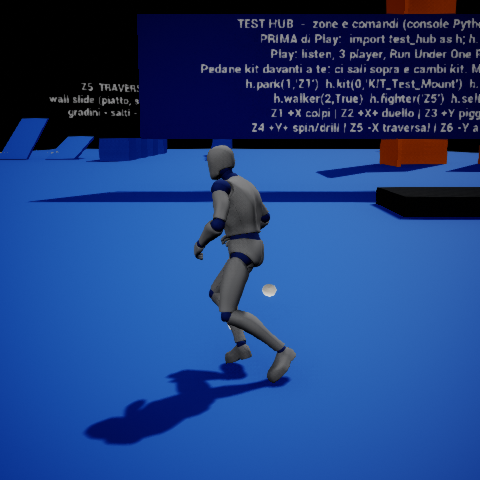 TEST HUB - zone e comandi (console Pytho
PRIMA di Play: import test_hub as h; h.
Play: listen, 3 player, Run Under One P
Pedane kit davanti a te: ci sali sopra e cambi kit. M
h.park(1,'Z1') h.kit(0,'KIT_Test_Mount') h.
h.walker(2,True) h.fighter('Z5') h.sel
Z1 +X colpi | Z2 +X+ duello | Z3 +Y pigg
Z4 +Y+ spin/drill | Z5 -X traversal | Z6 -Y a
Z5 TRAVERS
wall slide (piatto, s
gradini - salti -